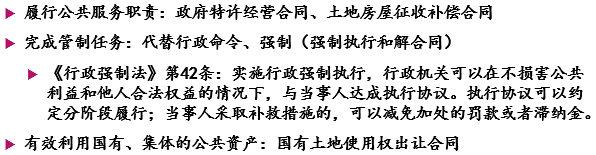 履行公共服务职责：政府特许经营合同、土地房屋征收补偿合同
完成管制任务：代替行政命令、强制（强制执行和解合同）
《行政强制法》第42条：实施行政强制执行，行政机关可以在不损害公共
利益和他人合法权益的情况下，与当事人达成执行协议。执行协议可以约
定分阶段履行；当事人采取补救措施的，可以减免加处的罚款或者滞纳金。
有效利用国有、集体的公共资产：国有土地使用权出让合同